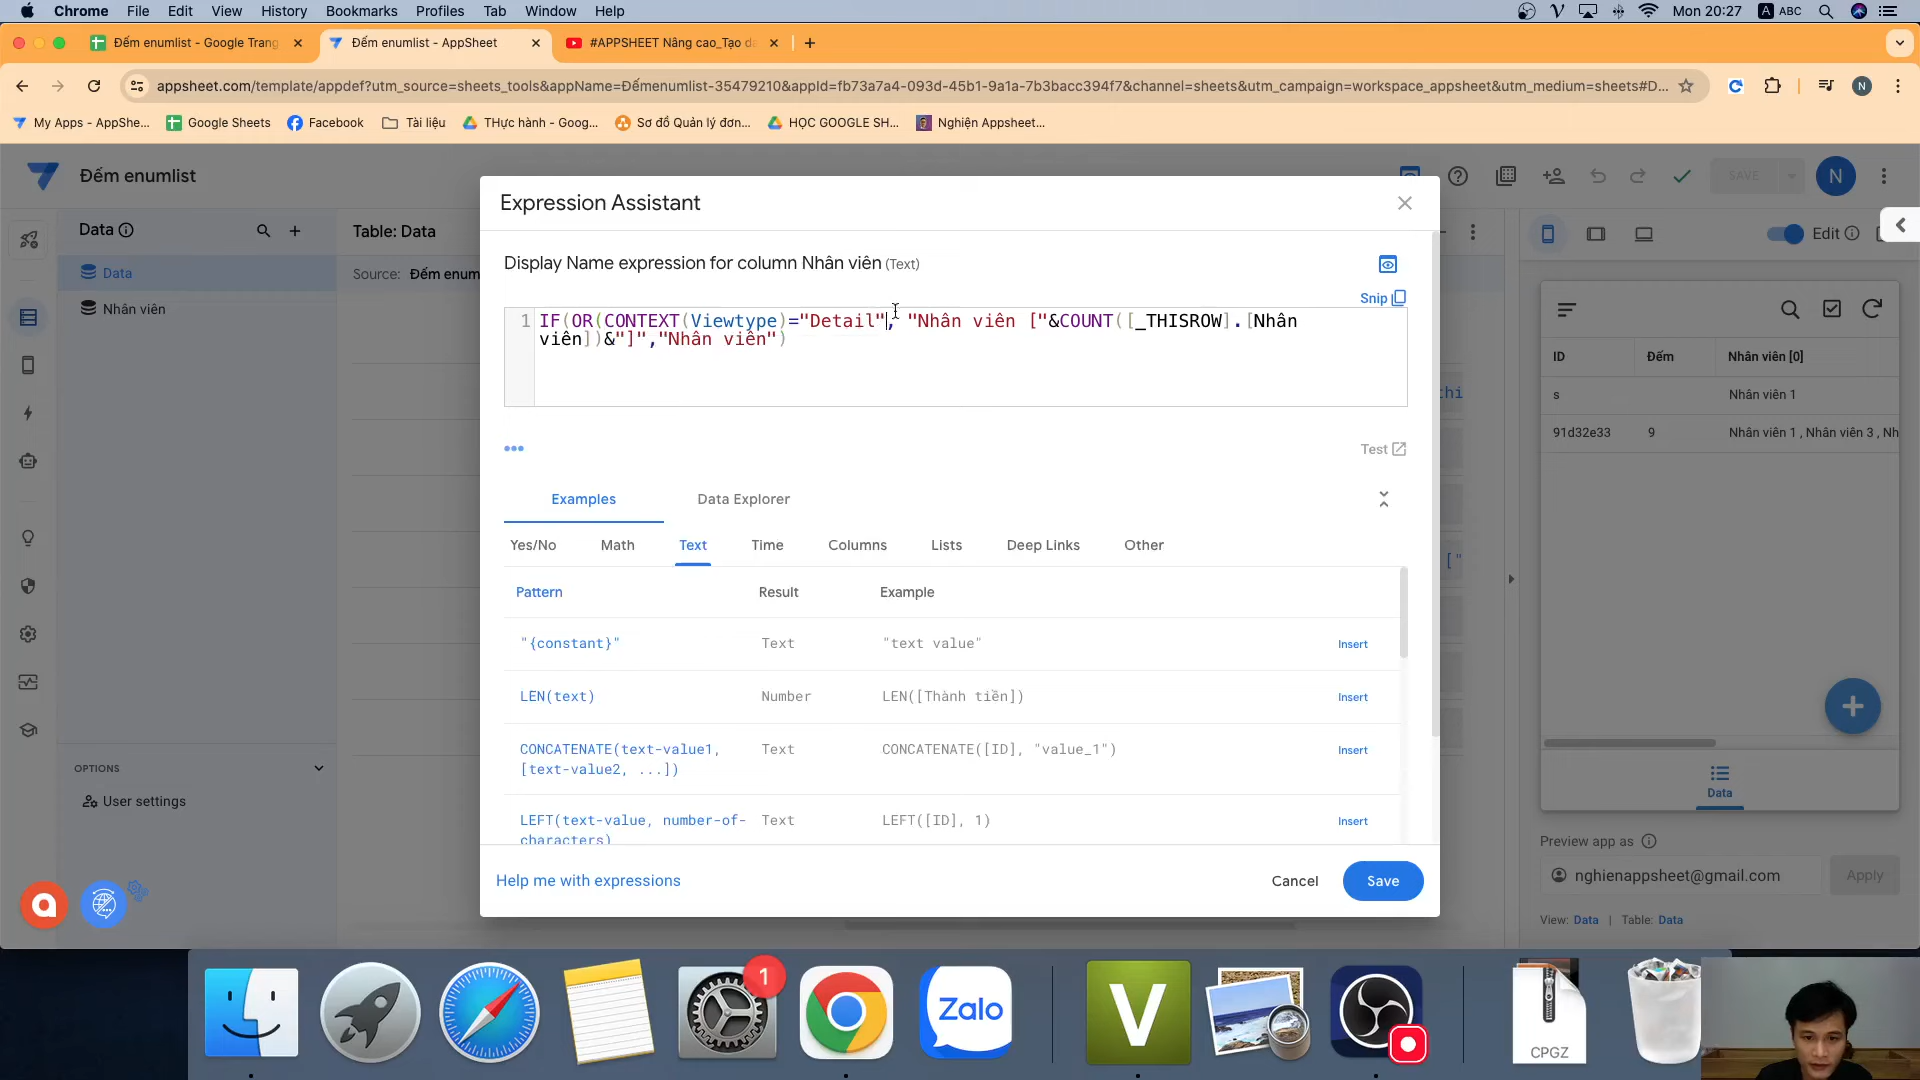 Chrome File Edit View History Bookmarks Profiles Tab Window Help
Mon 20:27 A ABC
Đếm enumlist - Google Trang
Đếm enumlist - AppSheet
#APPSHEET Nâng cao_Tạo da
appsheet.com/template/appdef?utm_source=sheets_tools&appName=Đếmenumlist-35479210&appId=fb73a7a4-093d-45b1-9a1a-7b3bacc394f7&channel=sheets&utm_campaign=workspace_appsheet&utm_medium=sheets#D...
N
My Apps - AppShe...
Google Sheets
Facebook
Tài liệu
THực hành - Goog...
Sơ đồ Quản lý đơn...
HỌC GOOGLE SH...
Nghiện Appsheet...
Đếm enumlist
SAVE
N
Data
Data
Nhân viên
Table: Data
Source: Đếm enum
OPTIONS
User settings
Expression Assistant
Display Name expression for column Nhân viên (Text)
Snip
1 IF(OR(CONTEXT(Viewtype)="Detail", "Nhân viên ["&COUNT([_THISROW].[Nhân
viên])&"]","Nhân viên")
Test
Examples
Data Explorer
Yes/No Math Text Time Columns Lists Deep Links Other
Pattern Result Example
"{constant}" Text "text value" Insert
LEN(text) Number LEN([Thành tiền]) Insert
CONCATENATE(text-value1, [text-value2, ...]) Text CONCATENATE([ID], "value_1") Insert
LEFT(text-value, number-of-characters) Text LEFT([ID], 1) Insert
Help me with expressions
Cancel
Save
thi
["
Edit
ID Đếm Nhân viên [0]
s Nhân viên 1
91d32e33 9 Nhân viên 1 , Nhân viên 3 , Nh
Data
Preview app as
nghienappsheet@gmail.com
Apply
View: Data | Table: Data
1
Zalo
V
CPGZ